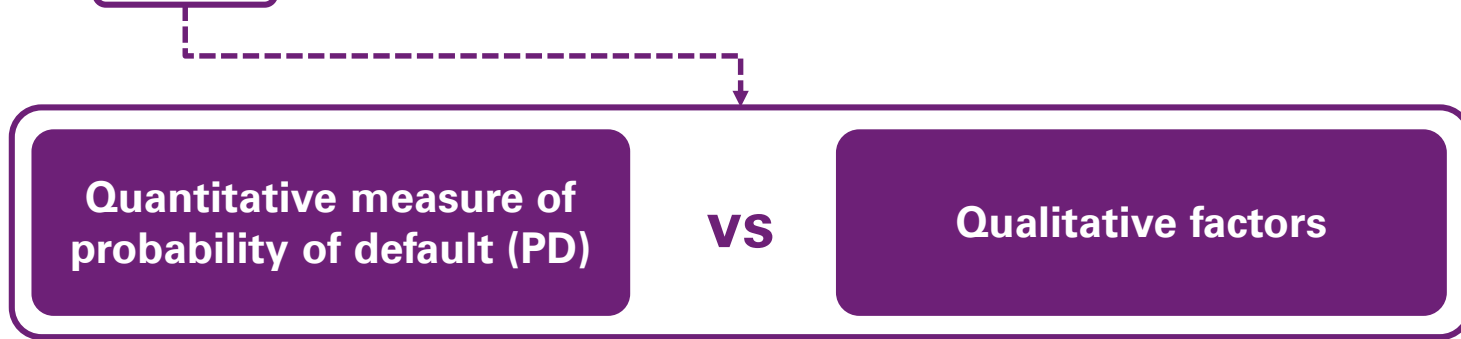 Quantitative measure of
probability of default (PD)
vs
Qualitative factors